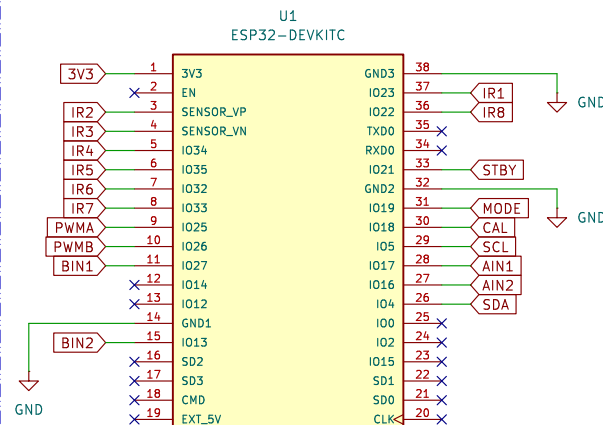 U1
ESP32-DEVKITC
3V3 1 3V3 GND3 38
2 EN IO23 37 IR1
IR2 3 SENSOR_VP IO22 36 IR8
IR3 4 SENSOR_VN TXD0 35
IR4 5 IO34 RXD0 34
IR5 6 IO35 IO21 33 STBY
IR6 7 IO32 GND2 32
IR7 8 IO33 IO19 31 MODE
PWMA 9 IO25 IO18 30 CAL
PWMB 10 IO26 IO5 29 SCL
BIN1 11 IO27 IO17 28 AIN1
12 IO14 IO16 27 AIN2
13 IO12 IO4 26 SDA
14 GND1 IO0 25
BIN2 15 IO13 IO2 24
16 SD2 IO15 23
17 SD3 SD1 22
18 CMD SD0 21
19 EXT_5V CLK 20
GND
GND
GND